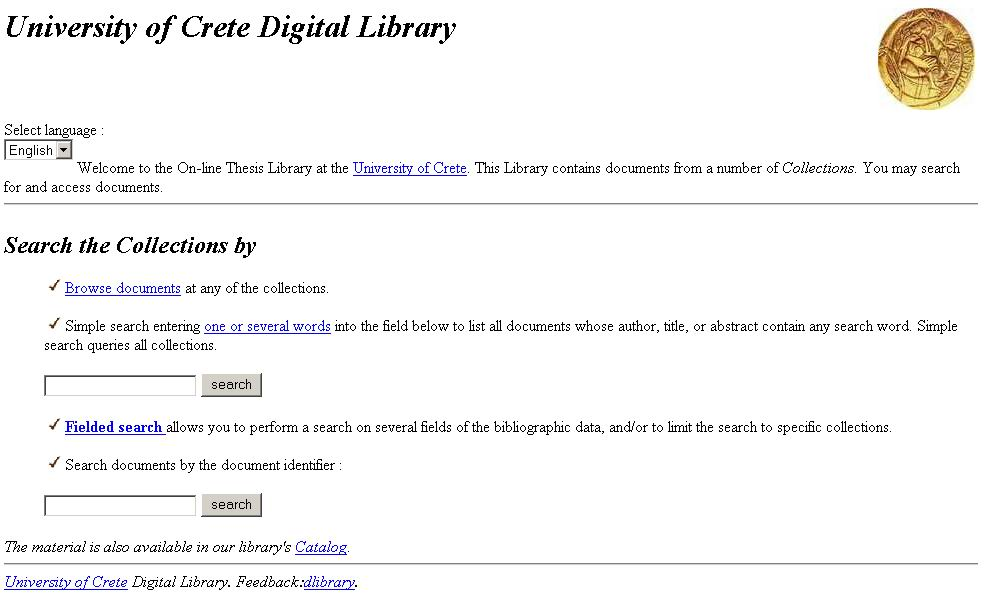 University of Crete Digital Library
Select language :
English
Welcome to the On-line Thesis Library at the University of Crete. This Library contains documents from a number of Collections. You may search
for and access documents.
Search the Collections by
Browse documents at any of the collections.
Simple search entering one or several words into the field below to list all documents whose author, title, or abstract contain any search word. Simple
search queries all collections.
search
Fielded search allows you to perform a search on several fields of the bibliographic data, and/or to limit the search to specific collections.
Search documents by the document identifier :
search
The material is also available in our library's Catalog.
University of Crete Digital Library. Feedback:dlibrary.